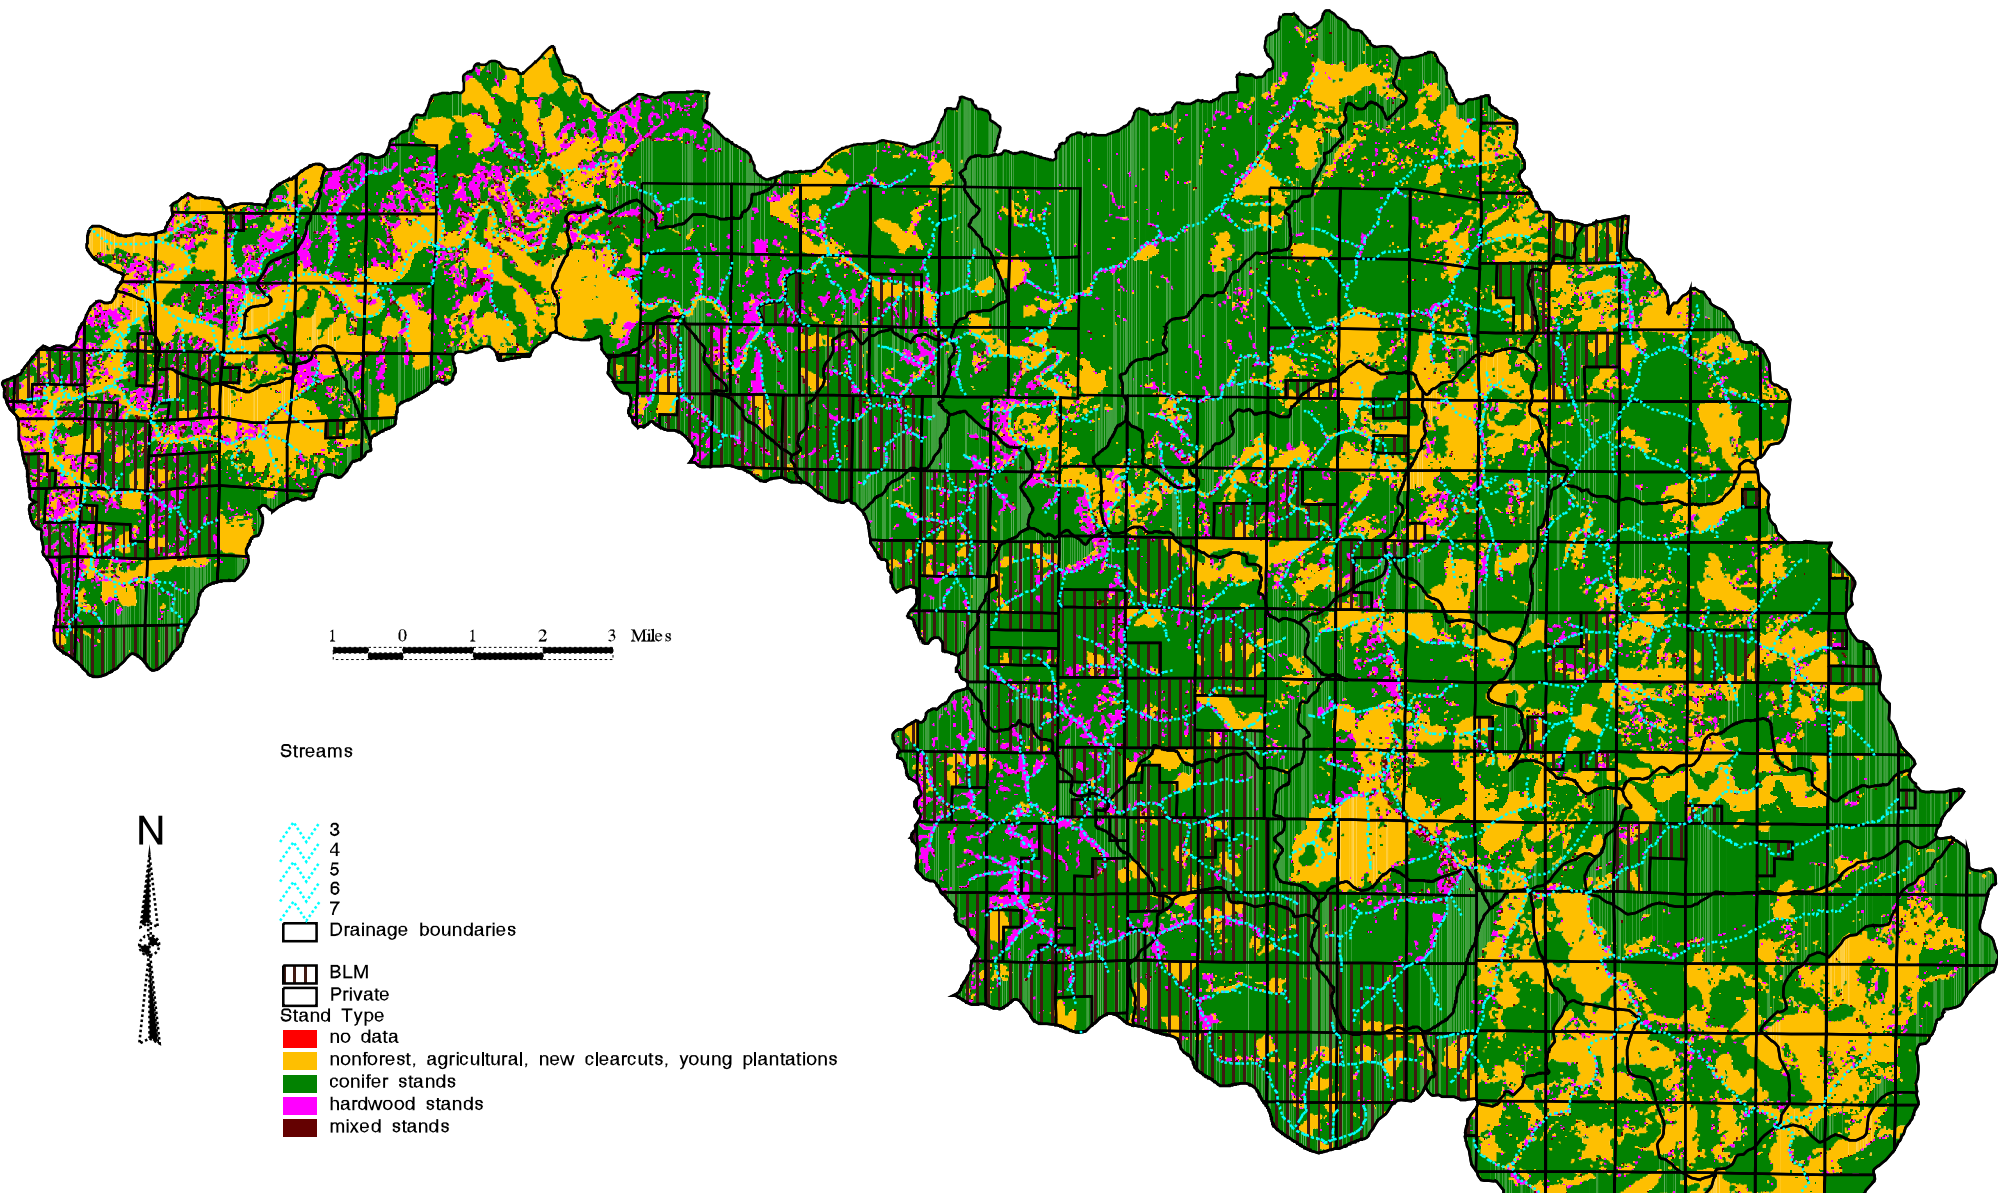 1 0 1 2 3 Miles
Streams
N
3
4
5
6
7
Drainage boundaries
BLM
Private
Stand Type
no data
nonforest, agricultural, new clearcuts, young plantations
conifer stands
hardwood stands
mixed stands